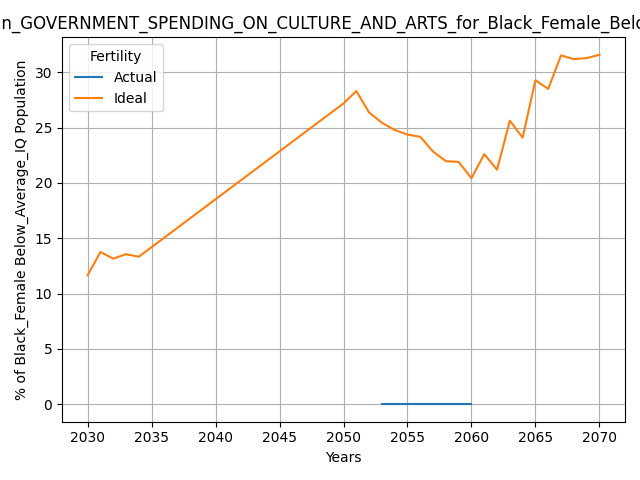 n_GOVERNMENT_SPENDING_ON_CULTURE_AND_ARTS_for_Black_Female_Belo
Fertility
Actual
Ideal
% of Black_Female Below_Average_IQ Population
30
25
20
15
10
5
0
2030 2035 2040 2045 2050 2055 2060 2065 2070
Years